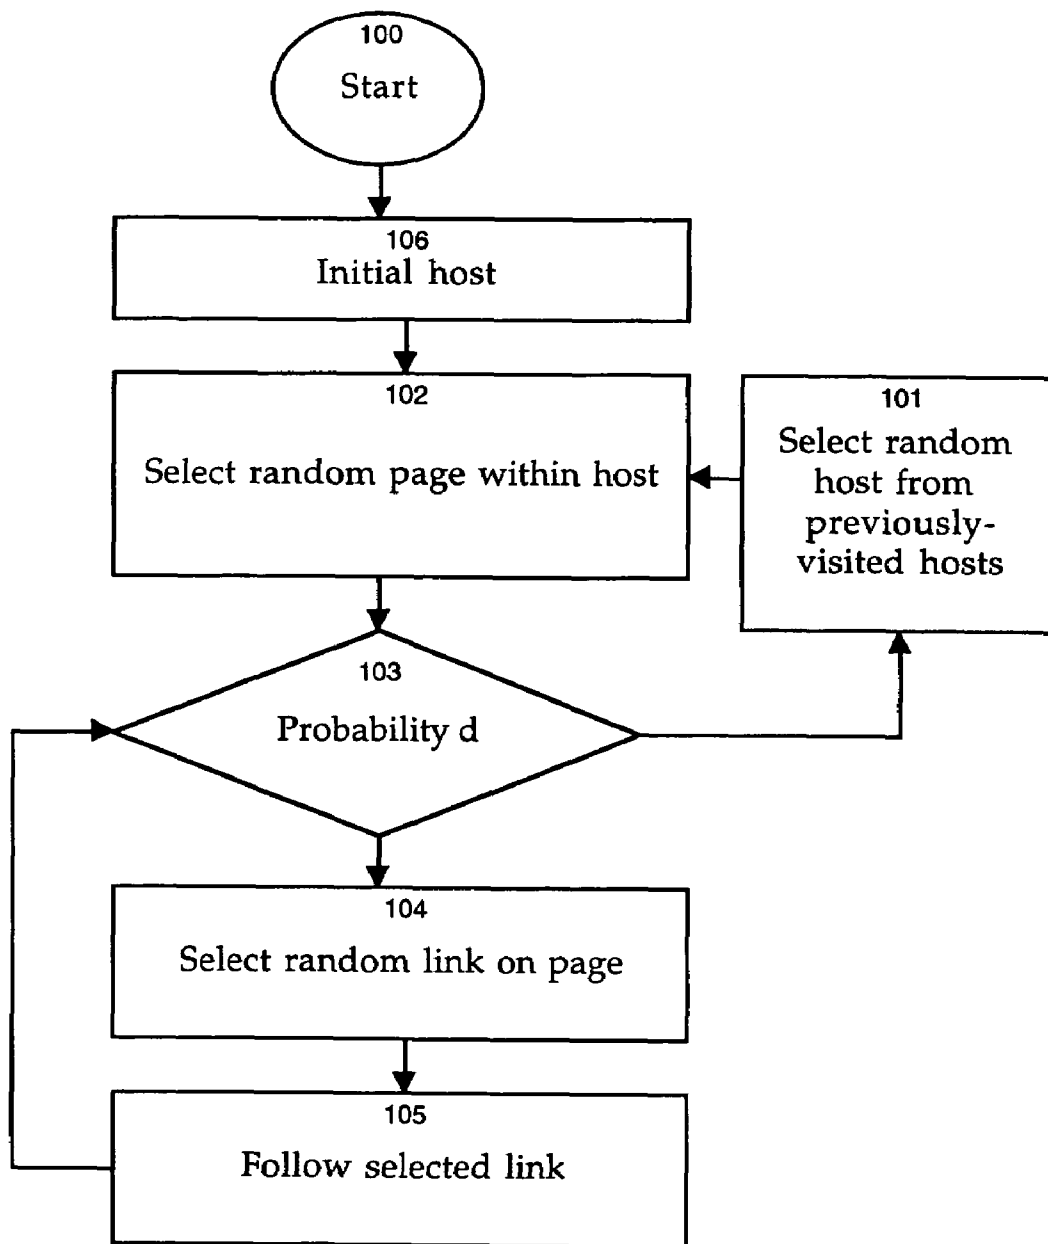 100
Start
106
Initial host
102
Select random page within host
101
Select random
host from
previously-
visited hosts
103
Probability d
104
Select random link on page
105
Follow selected link